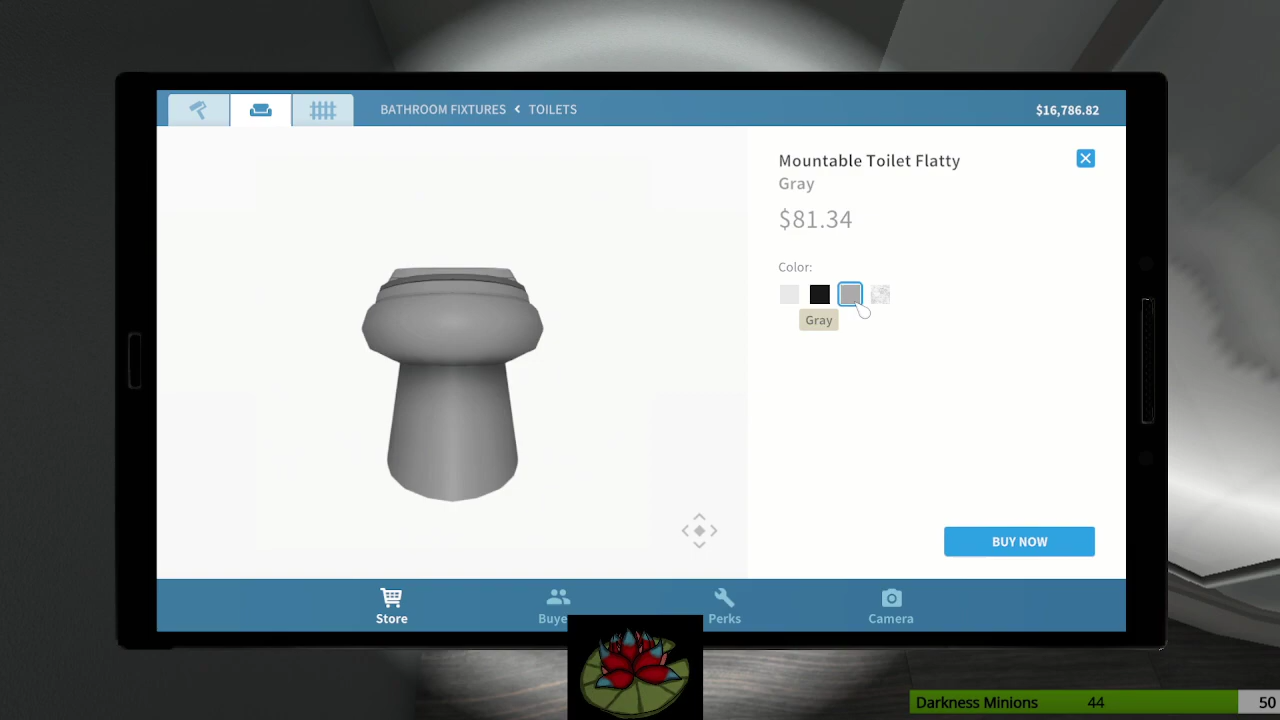 BATHROOM FIXTURES < TOILETS
$16,786.82
Mountable Toilet Flatty
Gray
$81.34
Color:
Gray
BUY NOW
Store
Buye
Perks
Camera
Darkness Minions 44 50